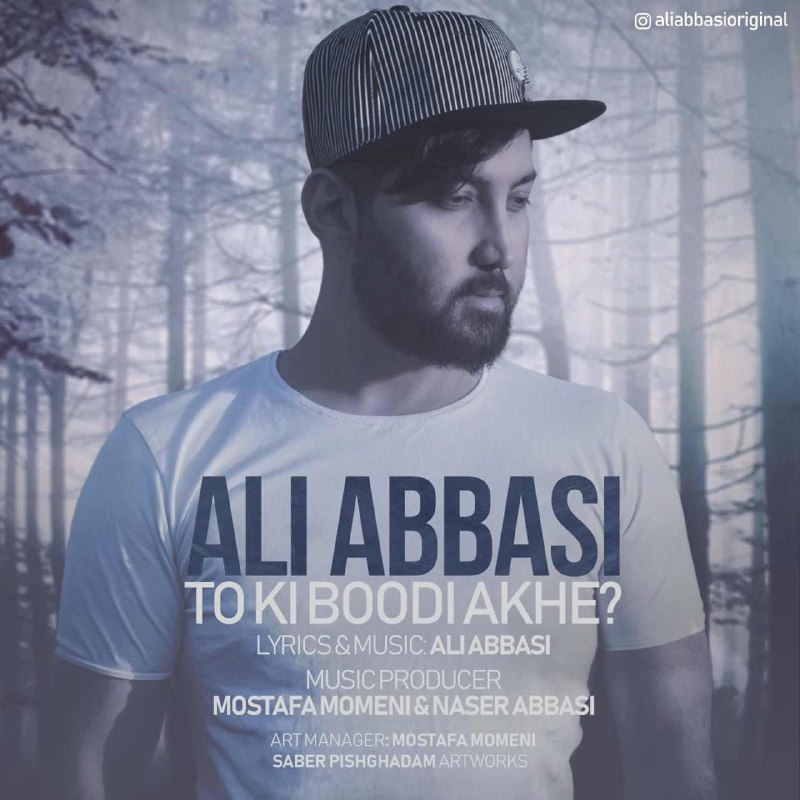 aliabbasioriginal
ALI ABBASI
TO KI BOODI AKHE?
LYRICS & MUSIC: ALI ABBASI
MUSIC PRODUCER
MOSTAFA MOMENI & NASER ABBASI
ART MANAGER: MOSTAFA MOMENI
SABER PISHGHADAM ARTWORKS